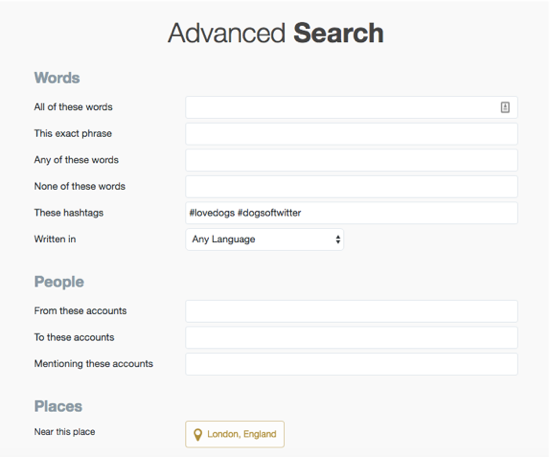 Advanced Search
Words
All of these words
This exact phrase
Any of these words
None of these words
These hashtags #lovedogs #dogsoftwitter
Written in Any Language
People
From these accounts
To these accounts
Mentioning these accounts
Places
Near this place London, England